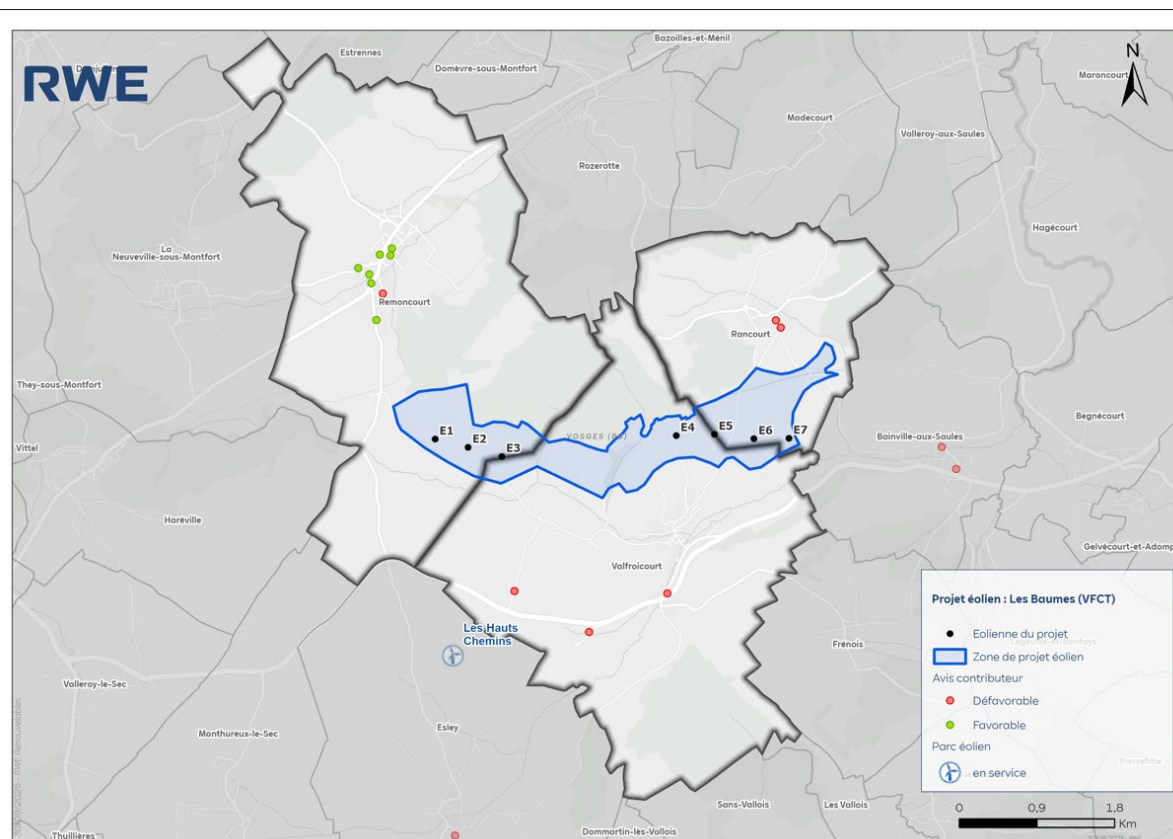 RWE
N
Estrennes
Domèvre-sous-Montfort
Bazoilles-et-Ménil
Maroncourt
Madecourt
Valleroy-aux-Saules
Rozerotte
Hagécourt
La
Neuveville-sous-Montfort
Remoncourt
Rancourt
They-sous-Montfort
Begnécourt
Bainville-aux-Saules
Vittel
E1
E2
E3
VOSGES (88)
E4
E5
E6
E7
Haréville
Gelvécourt-et-Adomp
Valfroicourt
Les Hauts
Chemins
Frénois
Valleroy-le-Sec
Monthureux-le-Sec
Esley
Sans-Vallois
Les Vallois
Thuillières
Dommartin-lès-Vallois
Projet éolien : Les Baumes (VFCT)
Eolienne du projet
Zone de projet éolien
Légéville-et-Bonfays
Avis contributeur
Défavorable
Favorable
Parc éolien
Pierrefitte
en service
0
0,9
1,8
Km